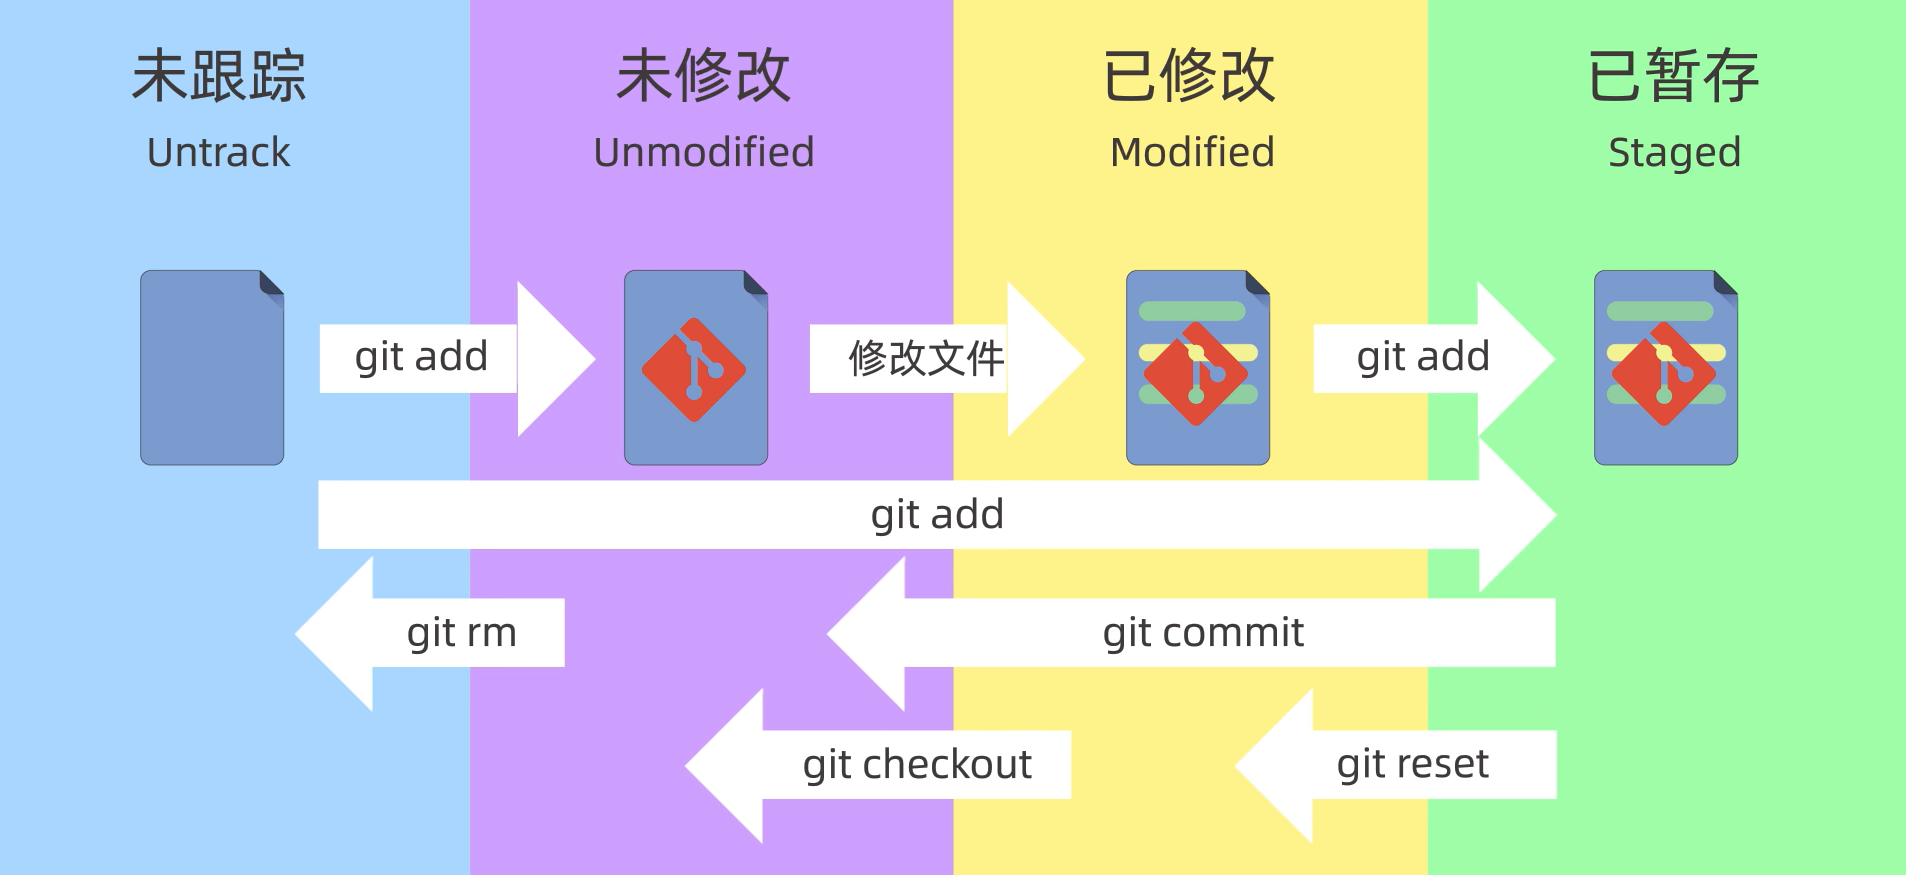 未跟踪
Untrack
未修改
Unmodified
已修改
Modified
已暂存
Staged
git add
修改文件
git add
git add
git rm
git commit
git checkout
git reset